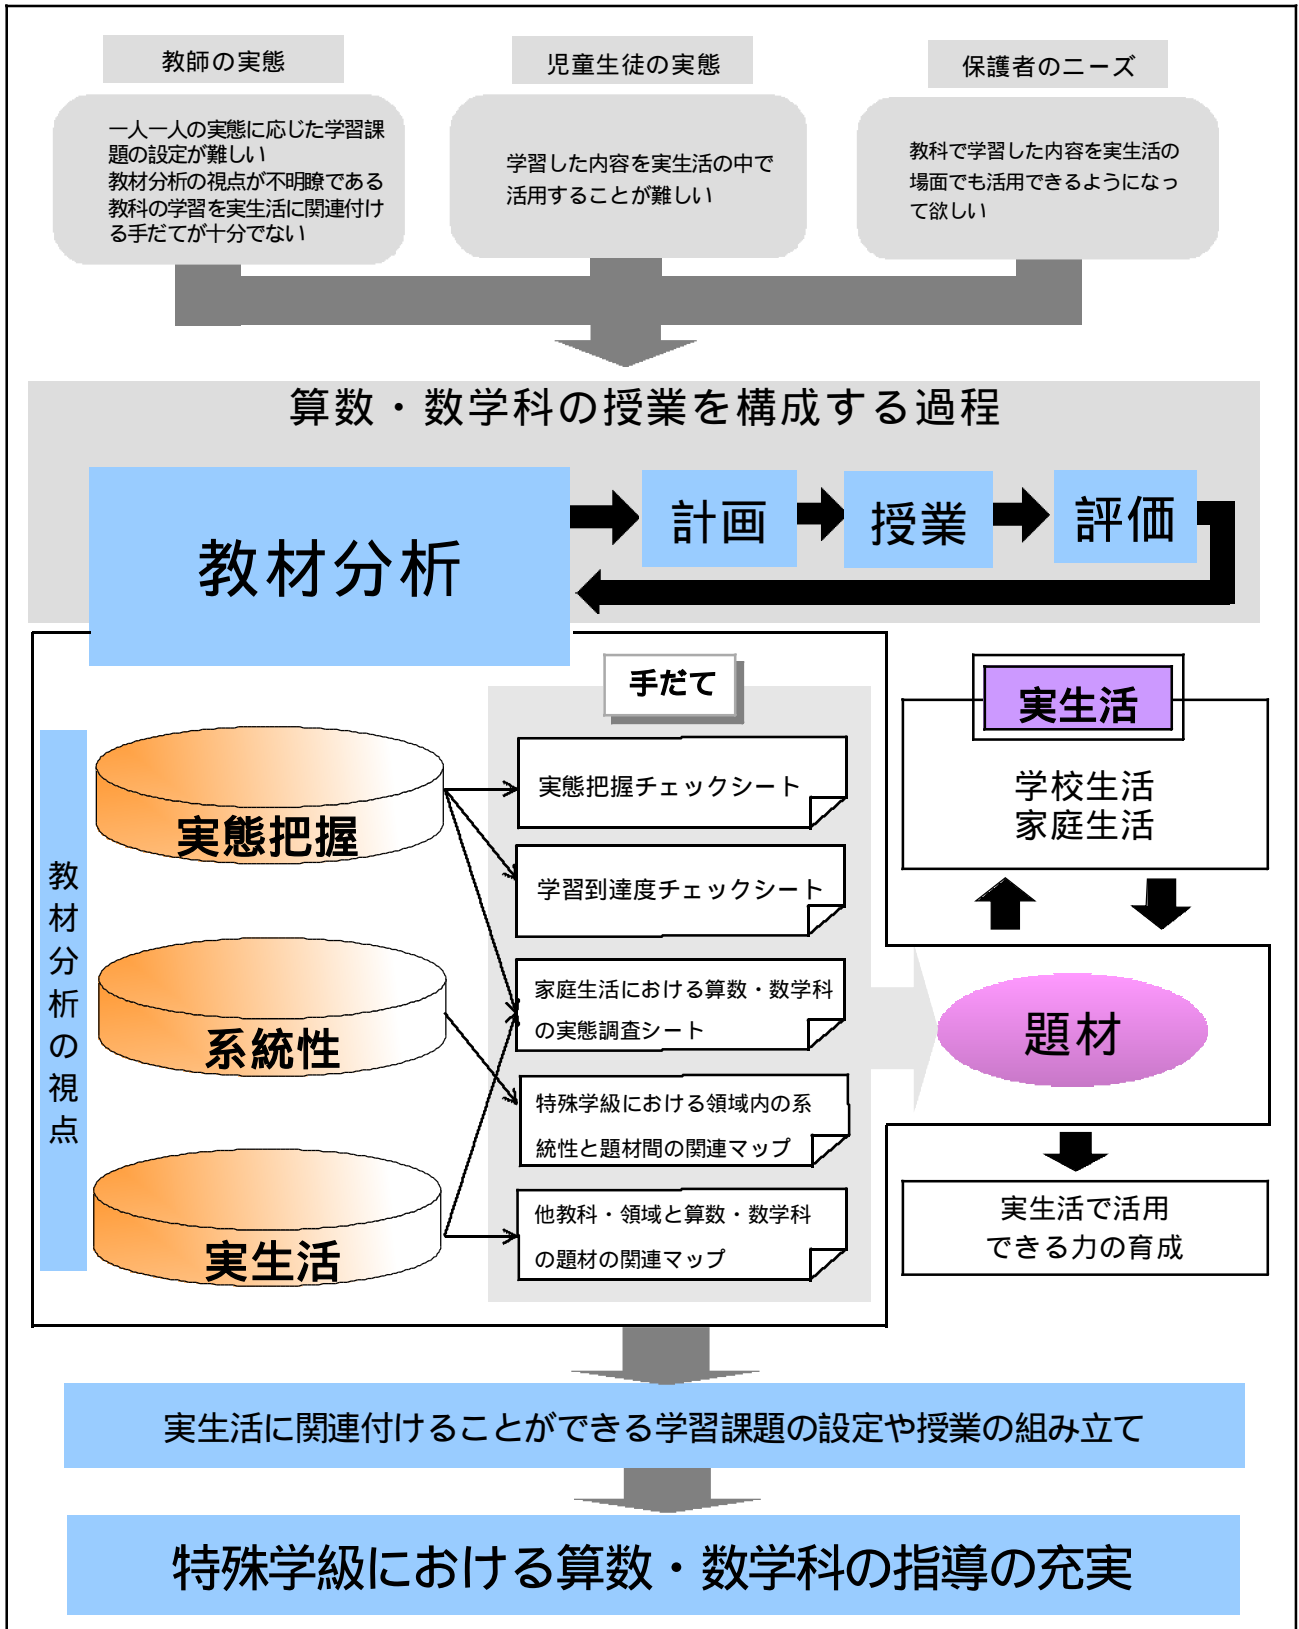 教師の実態
児童生徒の実態
保護者のニーズ
一人一人の実態に応じた学習課
題の設定が難しい
教材分析の視点が不明瞭である
教科の学習を実生活に関連付け
る手だてが十分でない
学習した内容を実生活の中で
活用することが難しい
教科で学習した内容を実生活の
場面でも活用できるようになっ
て欲しい
算数・数学科の授業を構成する過程
教材分析
計画
授業
評価
教材分析の視点
実態把握
系統性
実生活
手だて
実態把握チェックシート
学習到達度チェックシート
家庭生活における算数・数学科
の実態調査シート
特殊学級における領域内の系
統性と題材間の関連マップ
他教科・領域と算数・数学科
の題材の関連マップ
実生活
学校生活
家庭生活
題材
実生活で活用
できる力の育成
実生活に関連付けることができる学習課題の設定や授業の組み立て
特殊学級における算数・数学科の指導の充実